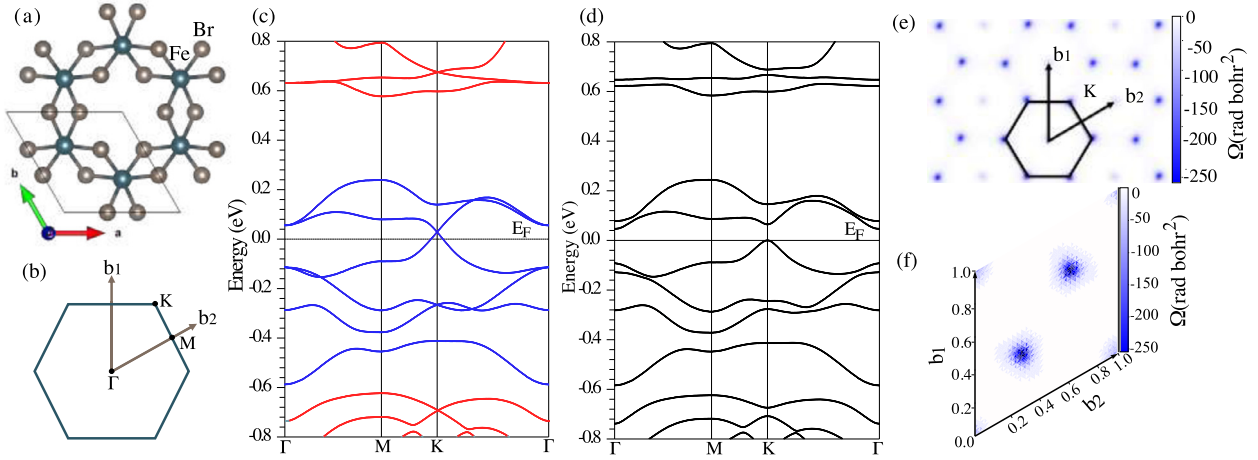 (a)
Br
Fe
b
a
(b)
b1
K
b2
M
Γ
(c)
Energy (eV)
0.8
0.6
0.4
0.2
0.0
-0.2
-0.4
-0.6
-0.8
EF
Γ M K Γ
(d)
Energy (eV)
0.8
0.6
0.4
0.2
0.0
-0.2
-0.4
-0.6
-0.8
EF
Γ M K Γ
(e)
b1
K
b2
0
-50
-100
-150
-200
-250
Ω(rad bohr²)
(f)
b1
1.0
0.8
0.6
0.4
0.2
0.0
0.2 0.4 0.6 0.8 1.0
b2
0
-50
-100
-150
-200
-250
Ω(rad bohr²)